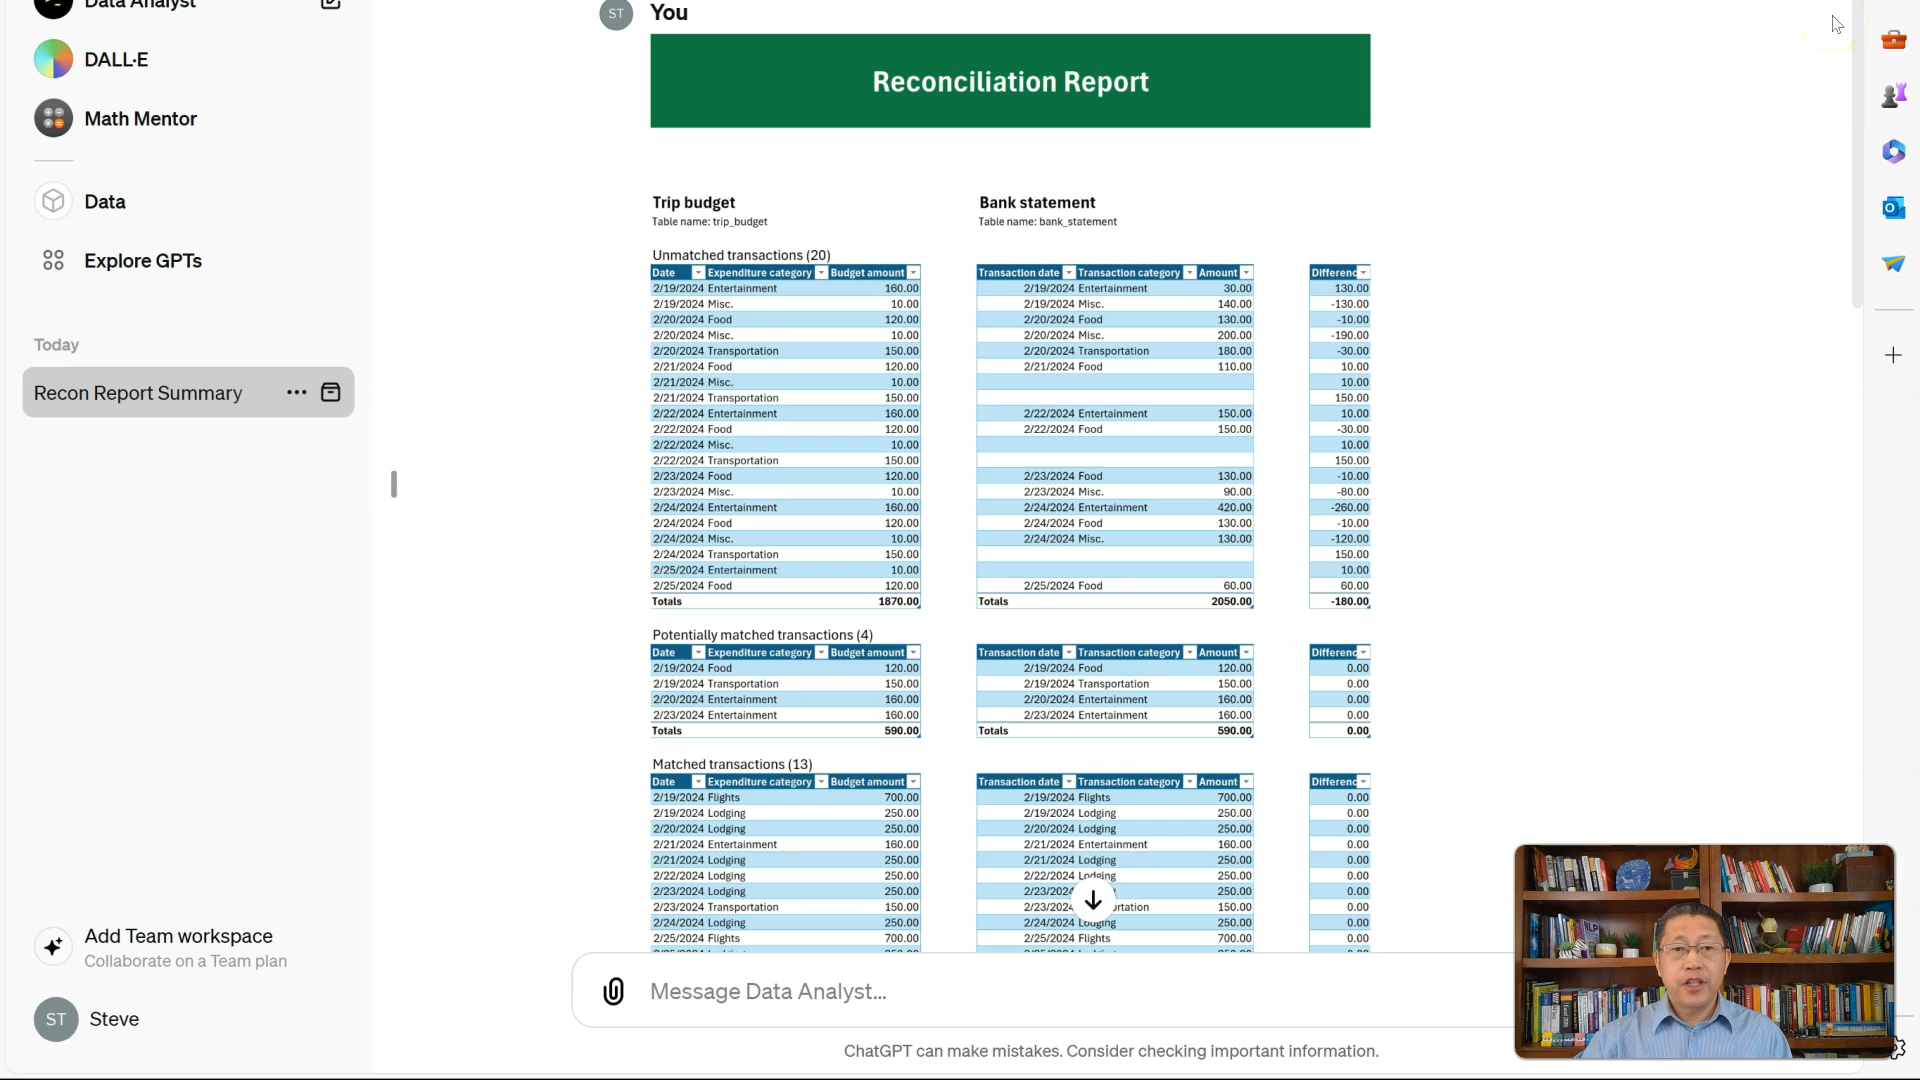 Data Analyst
DALL·E
Math Mentor
Data
Explore GPTs
Today
Recon Report Summary
Add Team workspace
Collaborate on a Team plan
ST Steve
ST You
Reconciliation Report
Trip budget Bank statement
Table name: trip_budget Table name: bank_statement
Unmatched transactions (20)
Date Expenditure category Budget amount Transaction date Transaction category Amount Differenc
2/19/2024 Entertainment 160.00 2/19/2024 Entertainment 30.00 130.00
2/19/2024 Misc. 10.00 2/19/2024 Misc. 140.00 -130.00
2/20/2024 Food 120.00 2/20/2024 Food 130.00 -10.00
2/20/2024 Misc. 10.00 2/20/2024 Misc. 200.00 -190.00
2/20/2024 Transportation 150.00 2/20/2024 Transportation 180.00 -30.00
2/21/2024 Food 120.00 2/21/2024 Food 110.00 10.00
2/21/2024 Misc. 10.00 10.00
2/21/2024 Transportation 150.00 150.00
2/22/2024 Entertainment 160.00 2/22/2024 Entertainment 150.00 10.00
2/22/2024 Food 120.00 2/22/2024 Food 150.00 -30.00
2/22/2024 Misc. 10.00 10.00
2/22/2024 Transportation 150.00 150.00
2/23/2024 Food 120.00 2/23/2024 Food 130.00 -10.00
2/23/2024 Misc. 10.00 2/23/2024 Misc. 90.00 -80.00
2/24/2024 Entertainment 160.00 2/24/2024 Entertainment 420.00 -260.00
2/24/2024 Food 120.00 2/24/2024 Food 130.00 -10.00
2/24/2024 Misc. 10.00 2/24/2024 Misc. 130.00 -120.00
2/24/2024 Transportation 150.00 150.00
2/25/2024 Entertainment 10.00 10.00
2/25/2024 Food 120.00 2/25/2024 Food 60.00 60.00
Totals 1870.00 Totals 2050.00 -180.00
Potentially matched transactions (4)
Date Expenditure category Budget amount Transaction date Transaction category Amount Differenc
2/19/2024 Food 120.00 2/19/2024 Food 120.00 0.00
2/19/2024 Transportation 150.00 2/19/2024 Transportation 150.00 0.00
2/20/2024 Entertainment 160.00 2/20/2024 Entertainment 160.00 0.00
2/23/2024 Entertainment 160.00 2/23/2024 Entertainment 160.00 0.00
Totals 590.00 Totals 590.00 0.00
Matched transactions (13)
Date Expenditure category Budget amount Transaction date Transaction category Amount Differenc
2/19/2024 Flights 700.00 2/19/2024 Flights 700.00 0.00
2/19/2024 Lodging 250.00 2/19/2024 Lodging 250.00 0.00
2/20/2024 Lodging 250.00 2/20/2024 Lodging 250.00 0.00
2/21/2024 Entertainment 160.00 2/21/2024 Entertainment 160.00 0.00
2/21/2024 Lodging 250.00 2/21/2024 Lodging 250.00 0.00
2/22/2024 Lodging 250.00 2/22/2024 Lodging 250.00 0.00
2/23/2024 Lodging 250.00 2/23/2024 250.00 0.00
2/23/2024 Transportation 150.00 2/23/2024 rtation 150.00 0.00
2/24/2024 Lodging 250.00 2/24/2024 Lodging 250.00 0.00
2/25/2024 Flights 700.00 2/25/2024 Flights 700.00 0.00
Message Data Analyst...
ChatGPT can make mistakes. Consider checking important information.